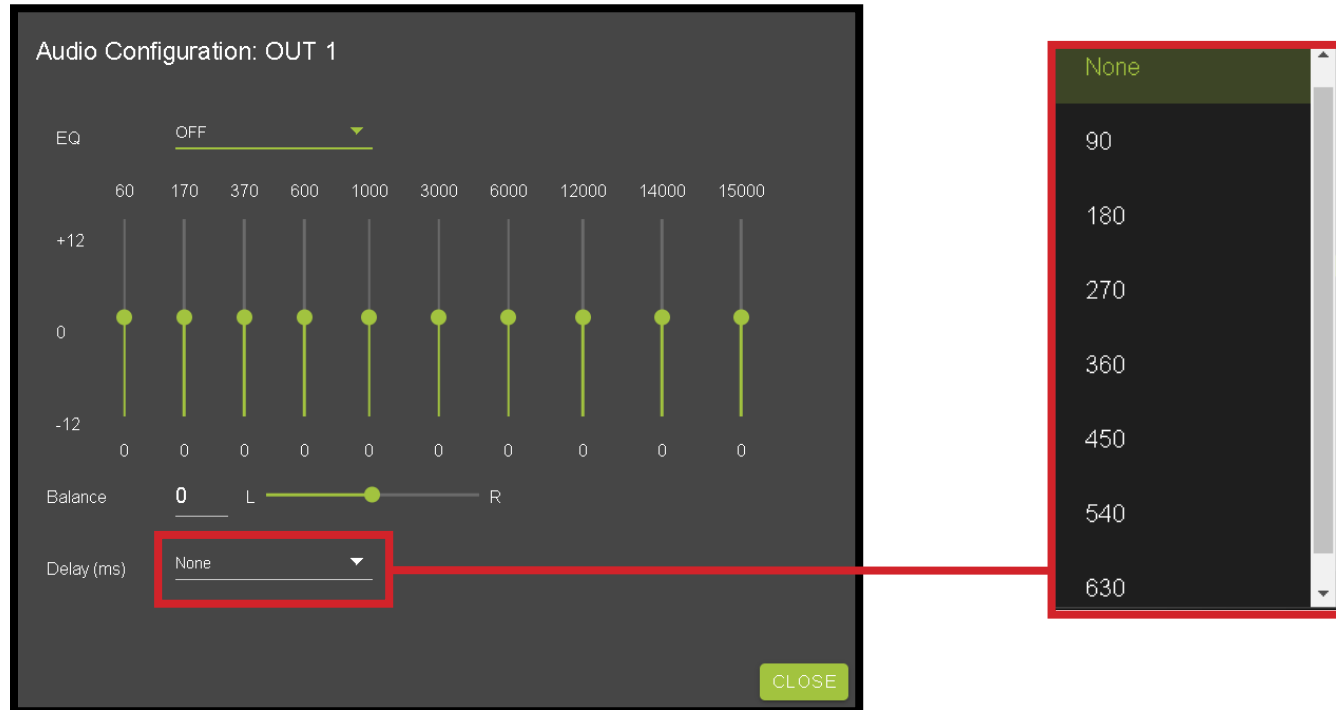 Audio Configuration: OUT 1
EQ OFF
60 170 370 600 1000 3000 6000 12000 14000 15000
+12
0
-12
0 0 0 0 0 0 0 0 0 0
Balance 0 L R
Delay (ms) None
CLOSE
None
90
180
270
360
450
540
630